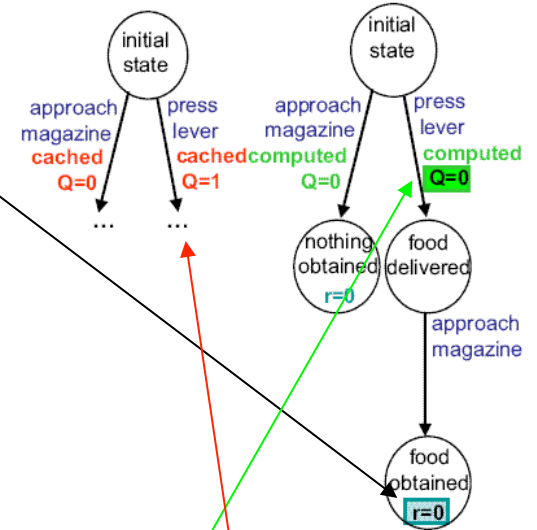 initial
state
approach
magazine
cached
Q=0
press
lever
cached
Q=1
...
...
initial
state
approach
magazine
computed
Q=0
press
lever
computed
Q=0
nothing
obtained
r=0
food
delivered
approach
magazine
food
obtained
r=0